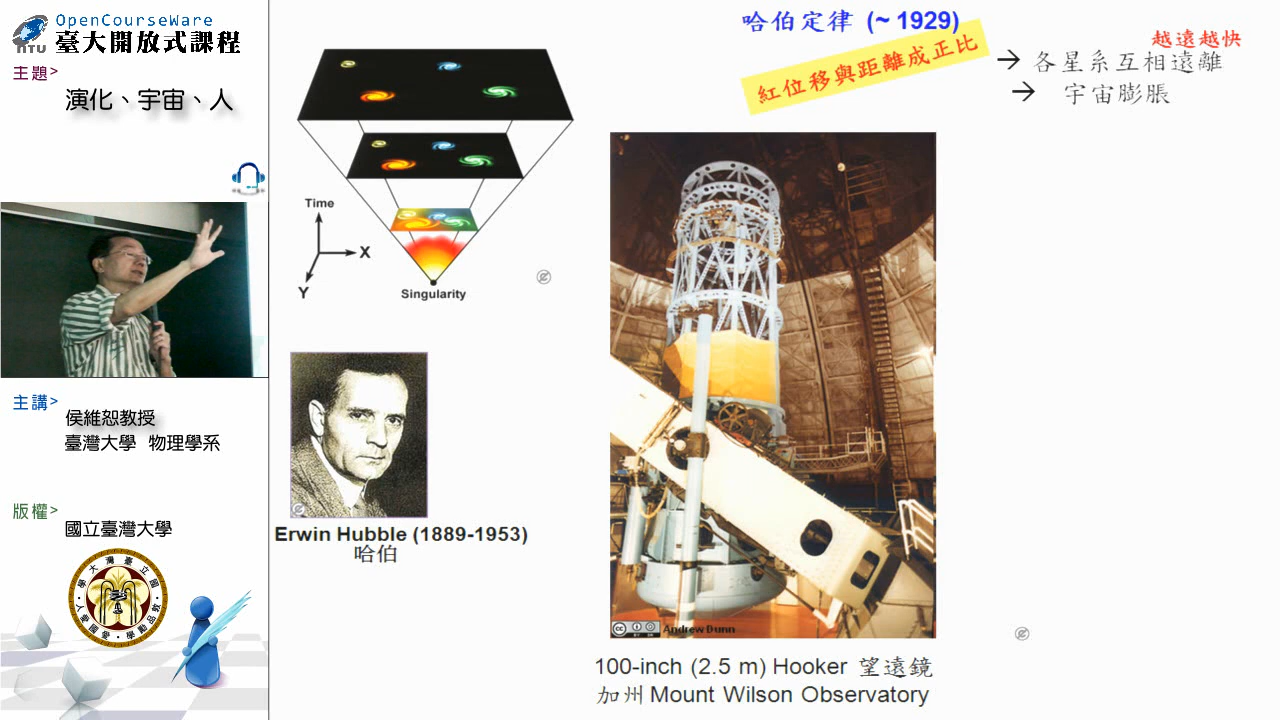 OpenCourseWare
NTU 臺大開放式課程
主題>
演化、宇宙、人
主講>
侯維恕教授
臺灣大學 物理學系
版權>
國立臺灣大學
哈伯定律 (~ 1929)
紅位移與距離成正比
越遠越快
→ 各星系互相遠離
→ 宇宙膨脹
Time
X
Y
Singularity
Erwin Hubble (1889-1953)
哈伯
Andrew Dunn
100-inch (2.5 m) Hooker 望遠鏡
加州 Mount Wilson Observatory